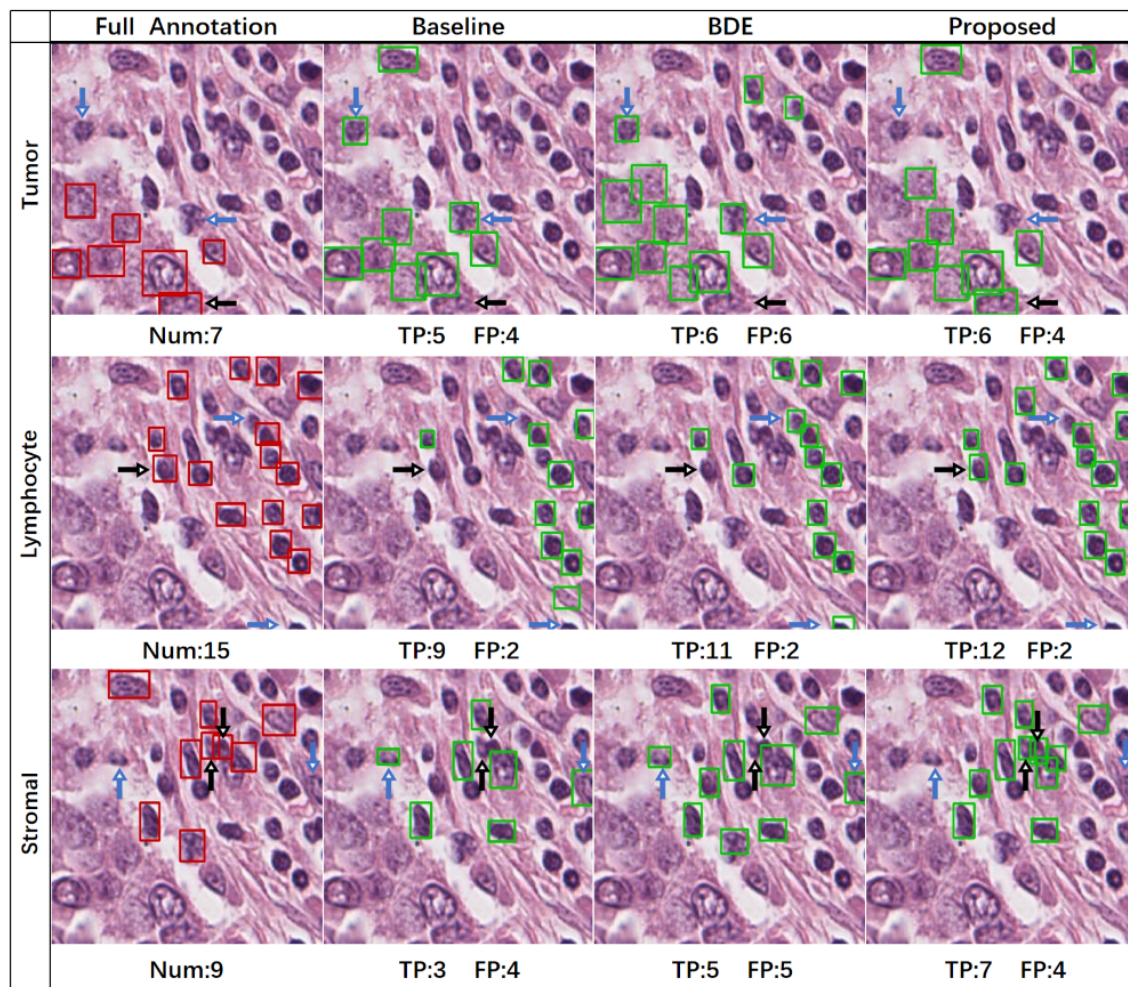 Full Annotation Baseline BDE Proposed
Tumor
Num:7 TP:5 FP:4 TP:6 FP:6 TP:6 FP:4
Lymphocyte
Num:15 TP:9 FP:2 TP:11 FP:2 TP:12 FP:2
Stromal
Num:9 TP:3 FP:4 TP:5 FP:5 TP:7 FP:4